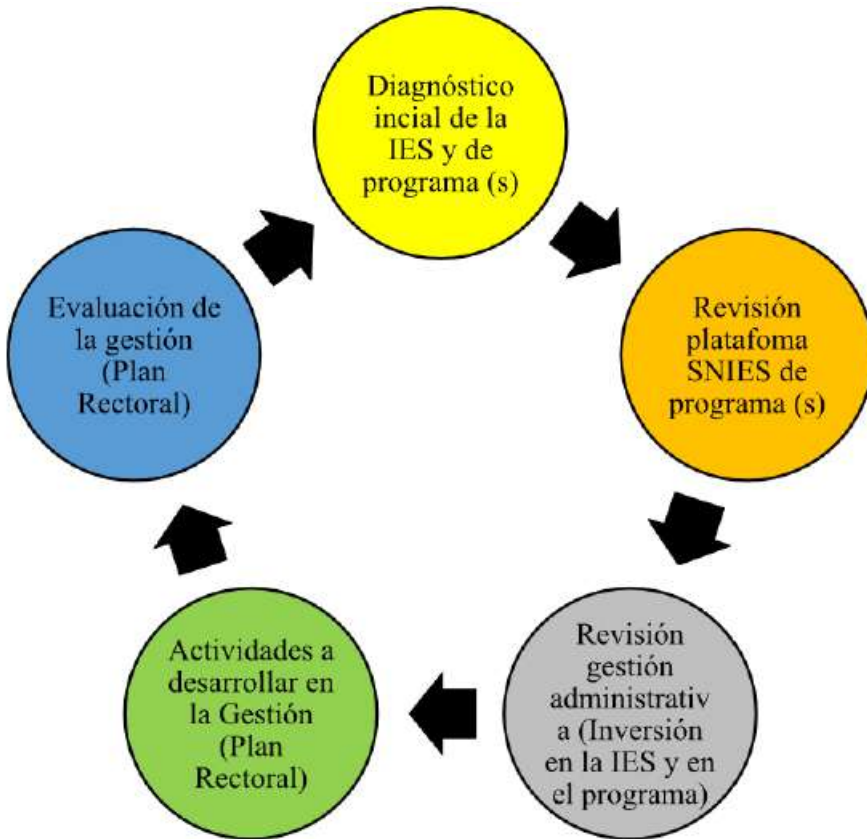 Diagnóstico
incial de la
IES y de
programa (s)
Revisión
platafoma
SNIES de
programa (s)
Revisión
gestión
administrativ
a (Inversión
en la IES y en
el programa)
Actividades a
desarrollar en
la Gestión
(Plan
Rectoral)
Evaluación de
la gestión
(Plan
Rectoral)